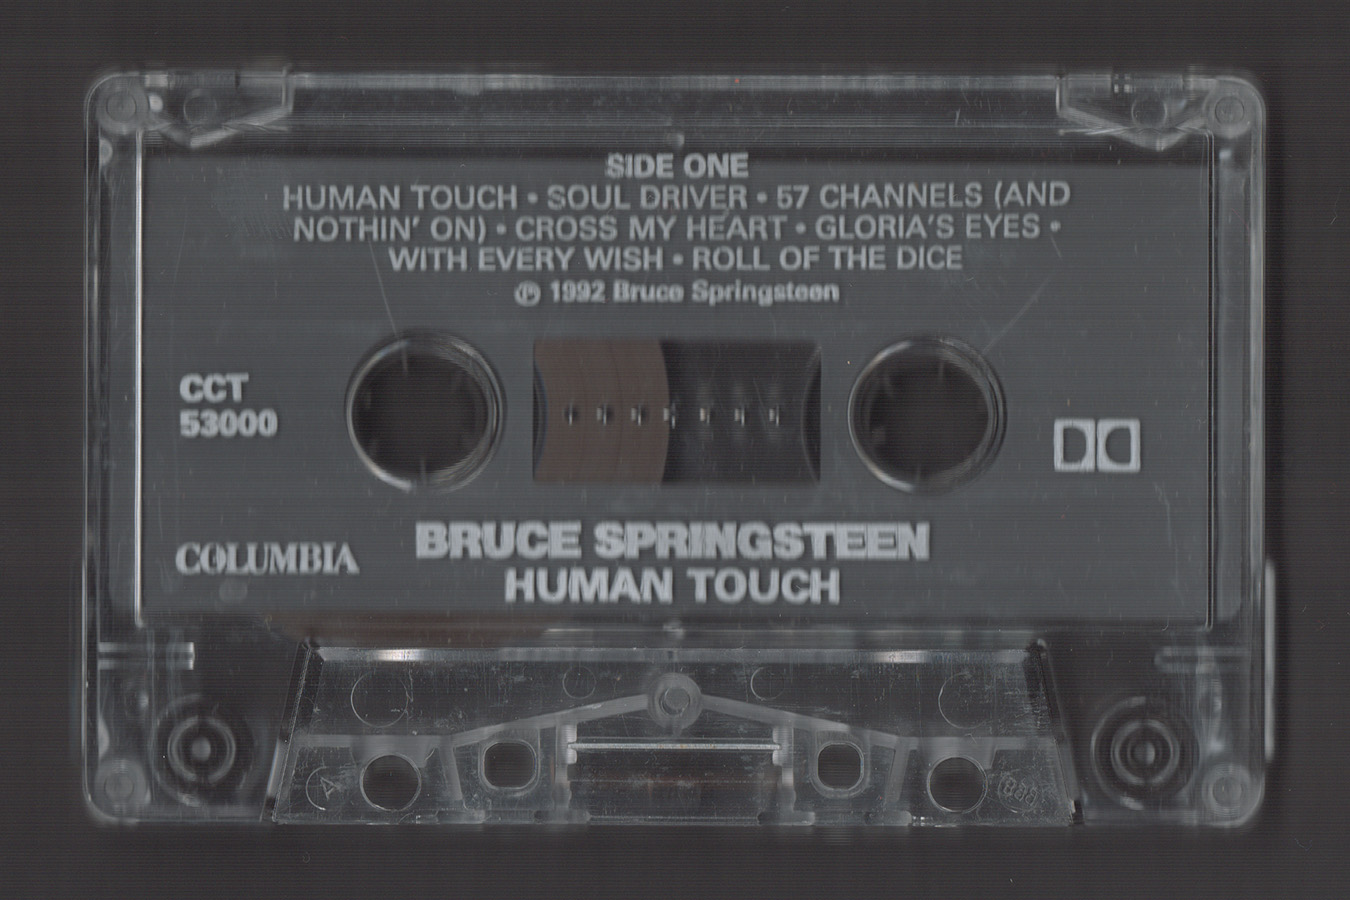 SIDE ONE
HUMAN TOUCH • SOUL DRIVER • 57 CHANNELS (AND
NOTHIN' ON) • CROSS MY HEART • GLORIA'S EYES •
WITH EVERY WISH • ROLL OF THE DICE
℗ 1992 Bruce Springsteen
CCT
53000
COLUMBIA
BRUCE SPRINGSTEEN
HUMAN TOUCH